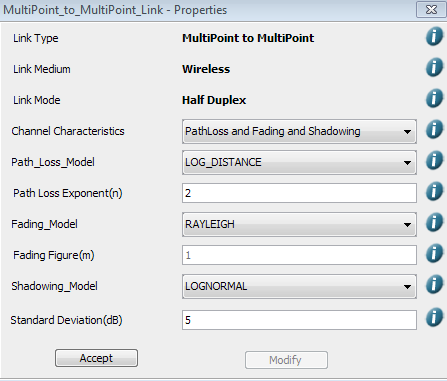 MultiPoint_to_MultiPoint_Link - Properties
Link Type MultiPoint to MultiPoint
Link Medium Wireless
Link Mode Half Duplex
Channel Characteristics PathLoss and Fading and Shadowing
Path_Loss_Model LOG_DISTANCE
Path Loss Exponent(n) 2
Fading_Model RAYLEIGH
Fading Figure(m) 1
Shadowing_Model LOGNORMAL
Standard Deviation(dB) 5
Accept Modify